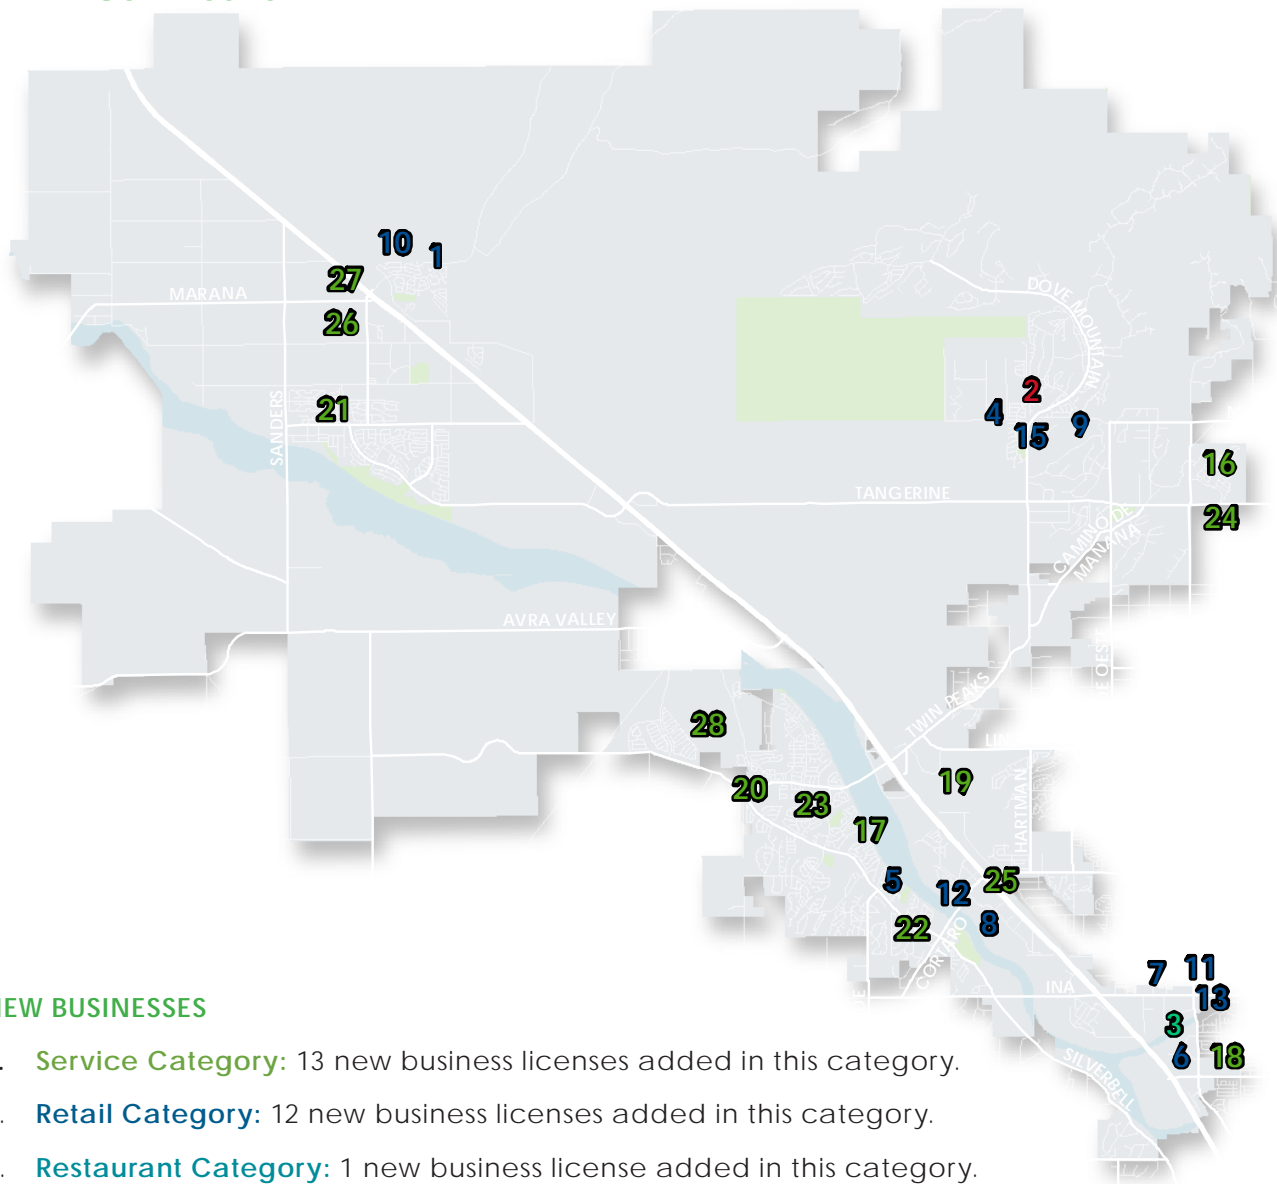 10
1
27
MARANA
26
DOVE MOUNTAIN
2
4
15
9
21
SANDERS
16
TANGERINE
24
CAMINO DE
MANANA
AVRA VALLEY
E OESTE
TWIN PEAKS
28
19
20
23
17
HARTMAN
5
12
25
8
22
CORTARO
7
11
INA
13
3
6
18
SILVERBELL
NEW BUSINESSES
. Service Category: 13 new business licenses added in this category.
. Retail Category: 12 new business licenses added in this category.
. Restaurant Category: 1 new business license added in this category.